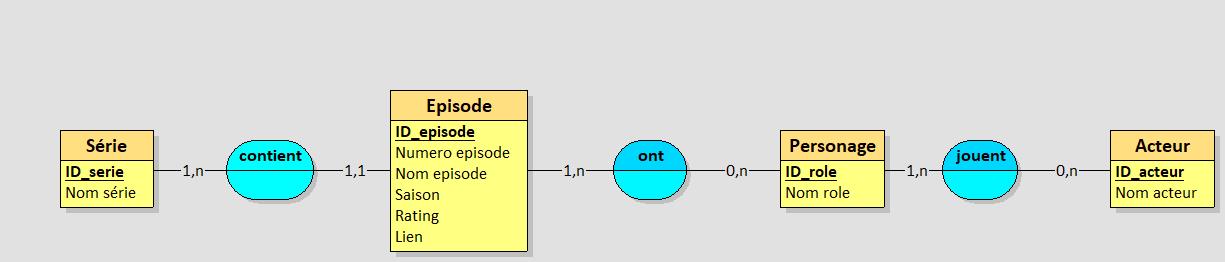 Série
ID_serie
Nom série
1,n
contient
1,1
Episode
ID_episode
Numero episode
Nom episode
Saison
Rating
Lien
1,n
ont
0,n
Personage
ID_role
Nom role
1,n
jouent
0,n
Acteur
ID_acteur
Nom acteur